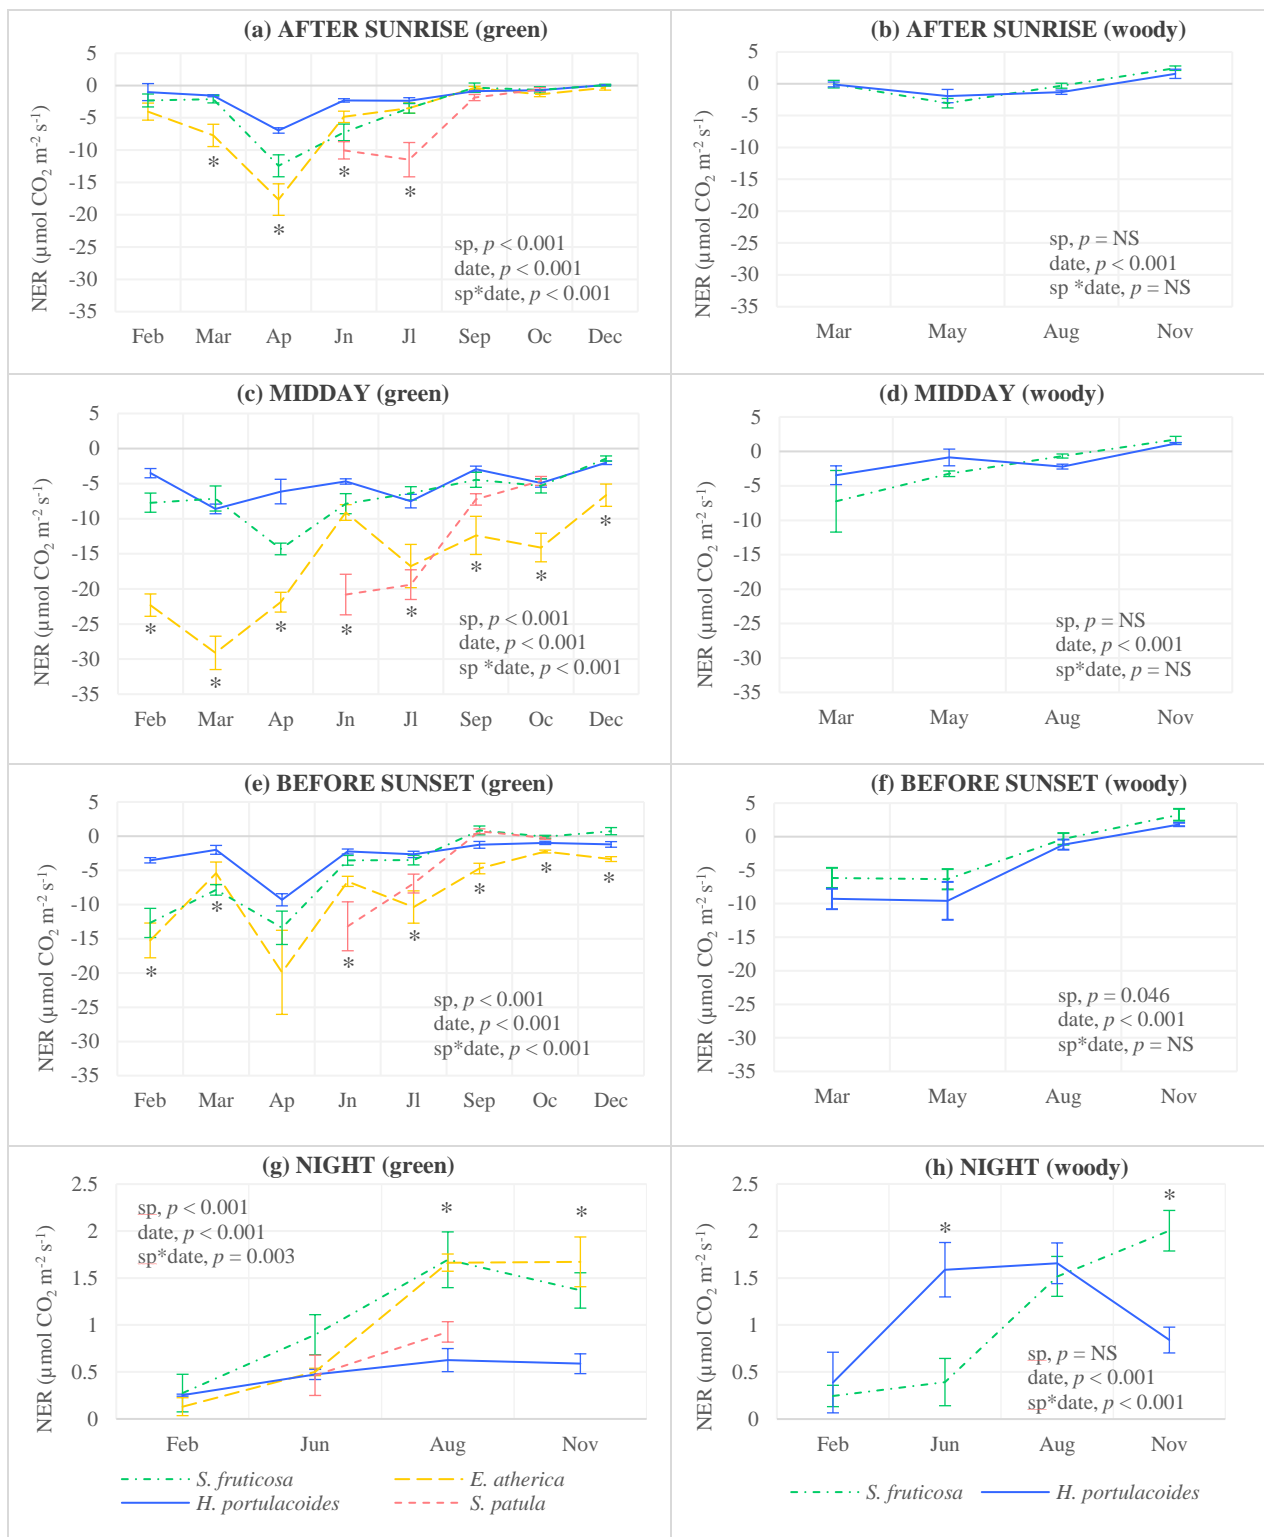 (a) AFTER SUNRISE (green)
NER (µmol CO₂ m⁻² s⁻¹)
5
0
-5
-10
-15
-20
-25
-30
-35
*
*
*
*
sp, p < 0.001
date, p < 0.001
sp*date, p < 0.001
Feb Mar Ap Jn Jl Sep Oc Dec
(b) AFTER SUNRISE (woody)
NER (µmol CO₂ m⁻² s⁻¹)
5
0
-5
-10
-15
-20
-25
-30
-35
sp, p = NS
date, p < 0.001
sp *date, p = NS
Mar May Aug Nov
(c) MIDDAY (green)
NER (µmol CO₂ m⁻² s⁻¹)
5
0
-5
-10
-15
-20
-25
-30
-35
*
*
*
*
*
*
*
*
sp, p < 0.001
date, p < 0.001
sp *date, p < 0.001
Feb Mar Ap Jn Jl Sep Oc Dec
(d) MIDDAY (woody)
NER (µmol CO₂ m⁻² s⁻¹)
5
0
-5
-10
-15
-20
-25
-30
-35
sp, p = NS
date, p < 0.001
sp*date, p = NS
Mar May Aug Nov
(e) BEFORE SUNSET (green)
NER (µmol CO₂ m⁻² s⁻¹)
5
0
-5
-10
-15
-20
-25
-30
-35
*
*
*
*
*
*
*
sp, p < 0.001
date, p < 0.001
sp*date, p < 0.001
Feb Mar Ap Jn Jl Sep Oc Dec
(f) BEFORE SUNSET (woody)
NER (µmol CO₂ m⁻² s⁻¹)
5
0
-5
-10
-15
-20
-25
-30
-35
sp, p = 0.046
date, p < 0.001
sp*date, p = NS
Mar May Aug Nov
(g) NIGHT (green)
NER (µmol CO₂ m⁻² s⁻¹)
2.5
2
1.5
1
0.5
0
sp, p < 0.001
date, p < 0.001
sp*date, p = 0.003
*
*
Feb Jun Aug Nov
S. fruticosa E. atherica
H. portulacoides S. patula
(h) NIGHT (woody)
NER (µmol CO₂ m⁻² s⁻¹)
2.5
2
1.5
1
0.5
0
*
*
sp, p = NS
date, p < 0.001
sp*date, p < 0.001
Feb Jun Aug Nov
S. fruticosa H. portulacoides